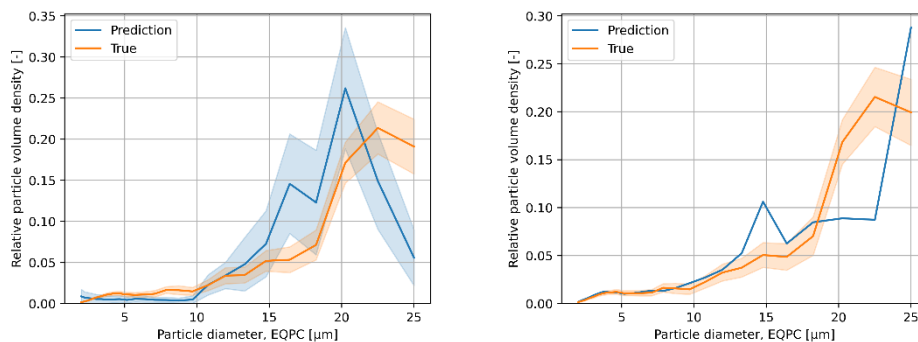 Relative particle volume density [-]
0.35
0.30
0.25
0.20
0.15
0.10
0.05
0.00
Prediction
True
5 10 15 20 25
Particle diameter, EQPC [μm]
Relative particle volume density [-]
0.30
0.25
0.20
0.15
0.10
0.05
0.00
Prediction
True
5 10 15 20 25
Particle diameter, EQPC [μm]